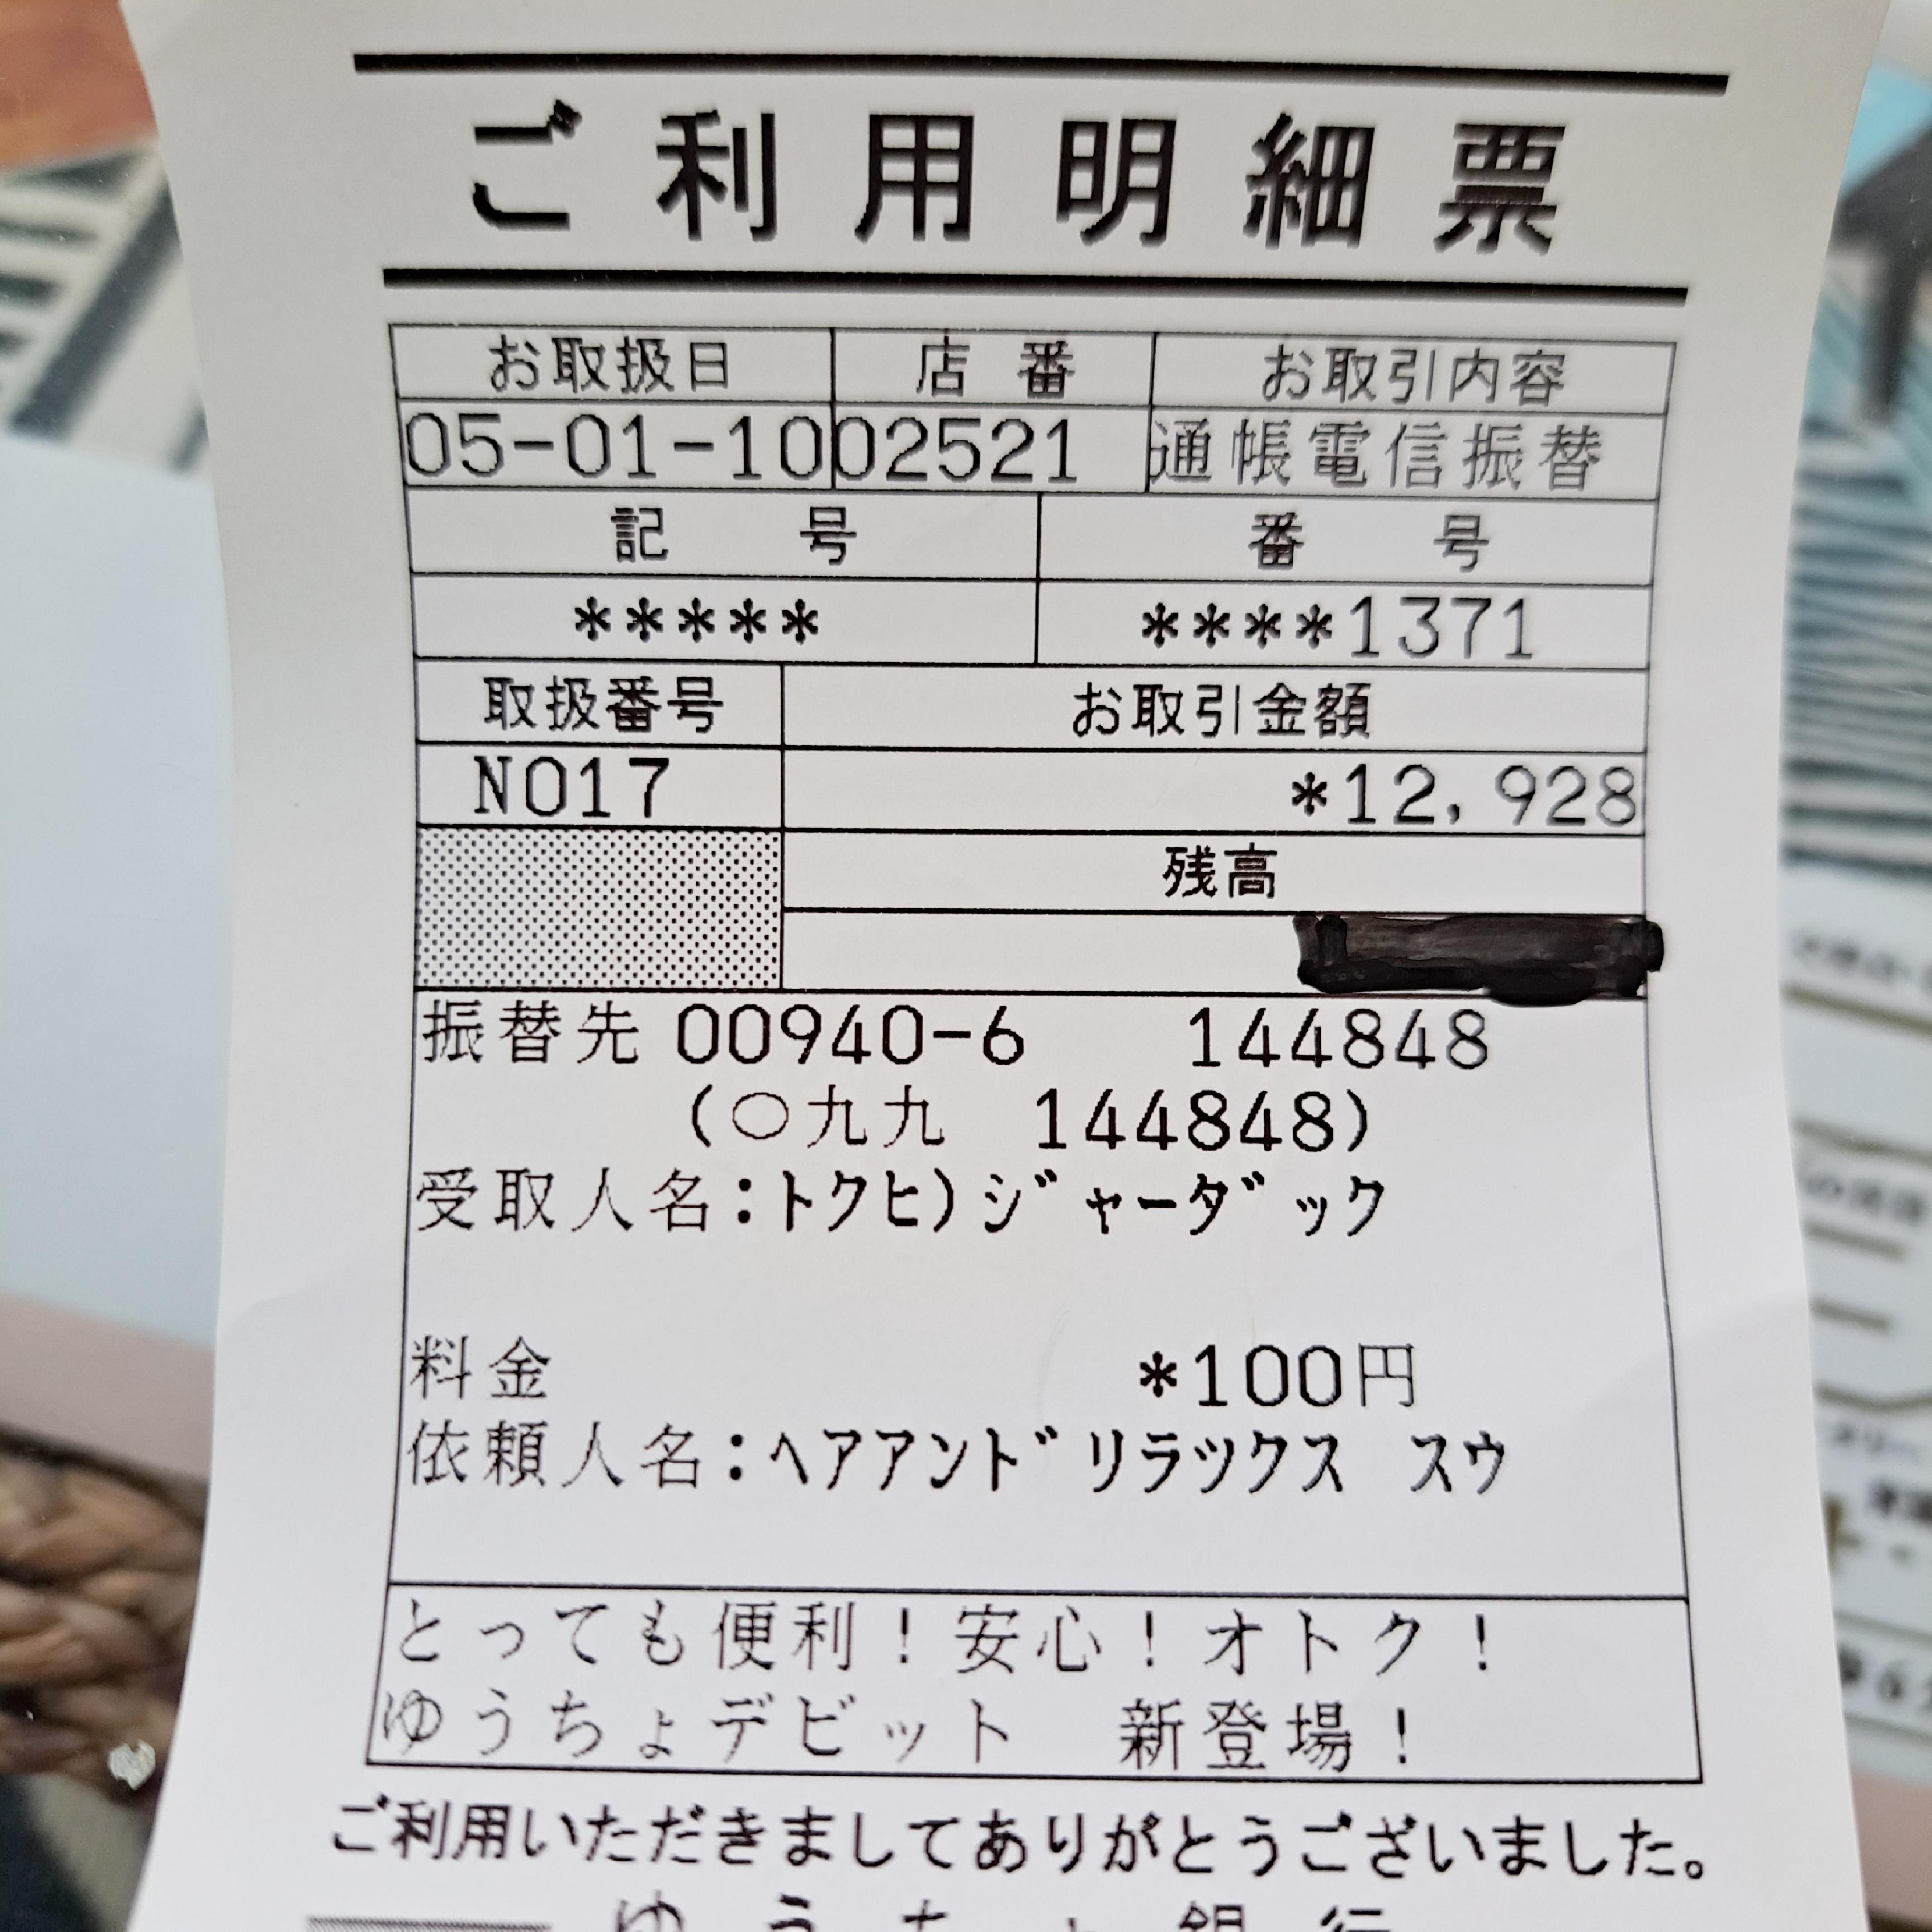 ご利用明細票
お取扱日 店番 お取引内容
05-01-10 02521 通帳電信振替
記号 番号
***** ****1371
取扱番号 お取引金額
N017 *12,928
残高
振替先 00940-6 144848
(〇九九 144848)
受取人名:トクヒ)ジャーダック
料金 *100円
依頼人名:ヘアアンドリラックス スウ
とっても便利!安心!オトク!
ゆうちょデビット 新登場!
ご利用いただきましてありがとうございました。
ゆうちょ銀行